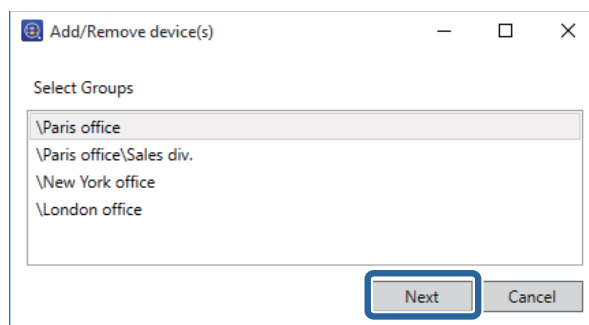 Add/Remove device(s)
Select Groups
\Paris office
\Paris office\Sales div.
\New York office
\London office
Next Cancel